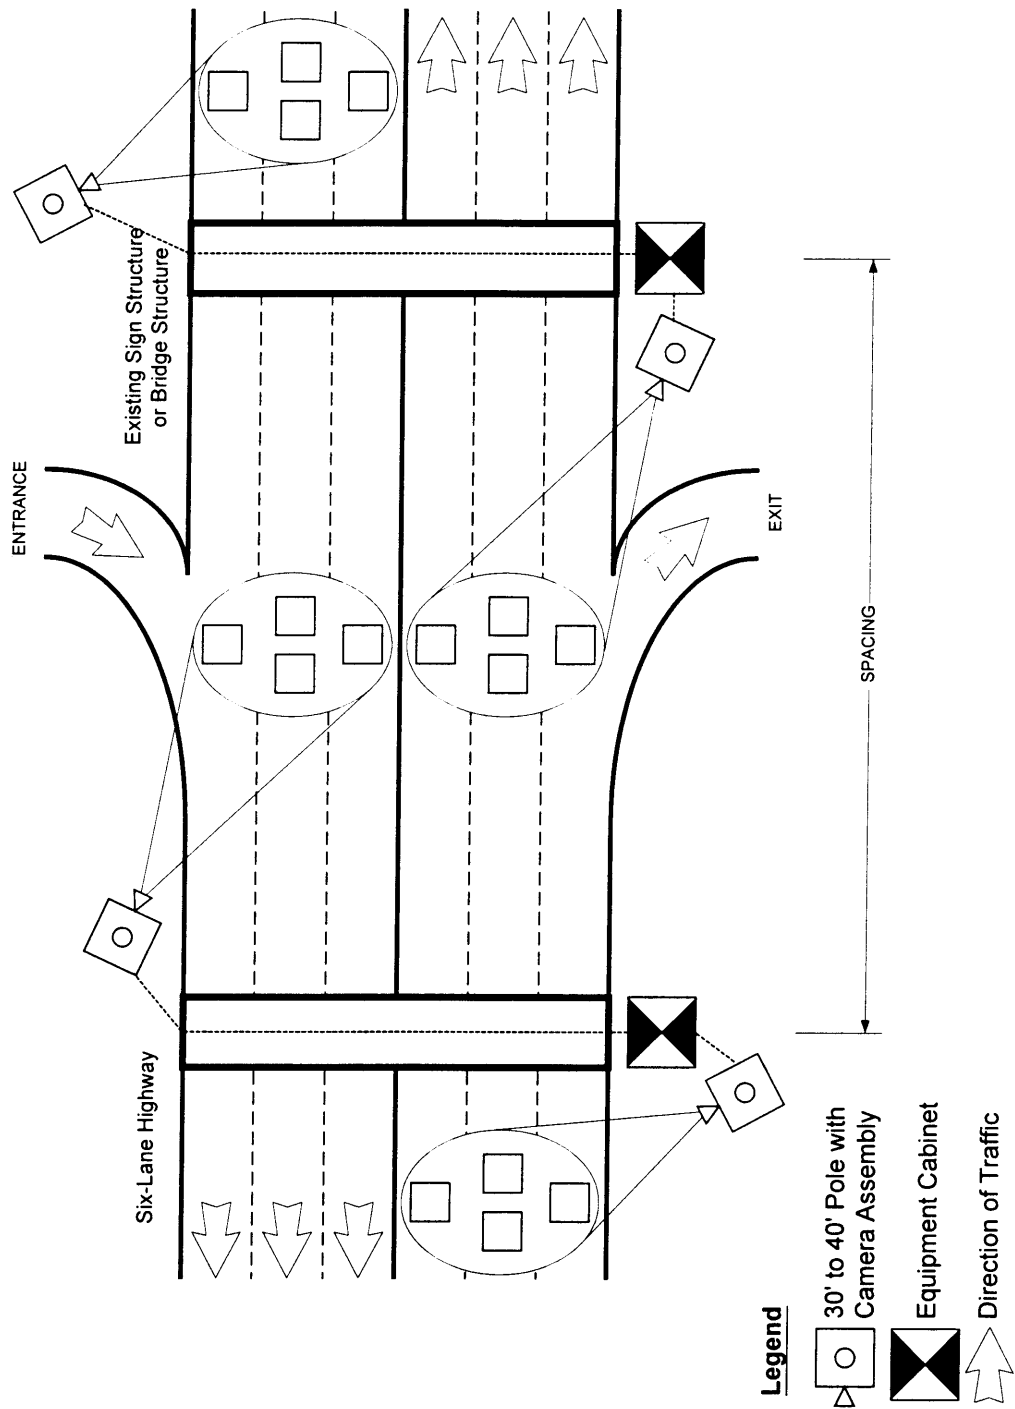 ENTRANCE
Existing Sign Structure
or Bridge Structure
Six-Lane Highway
EXIT
SPACING
Legend
30' to 40' Pole with
Camera Assembly
Equipment Cabinet
Direction of Traffic